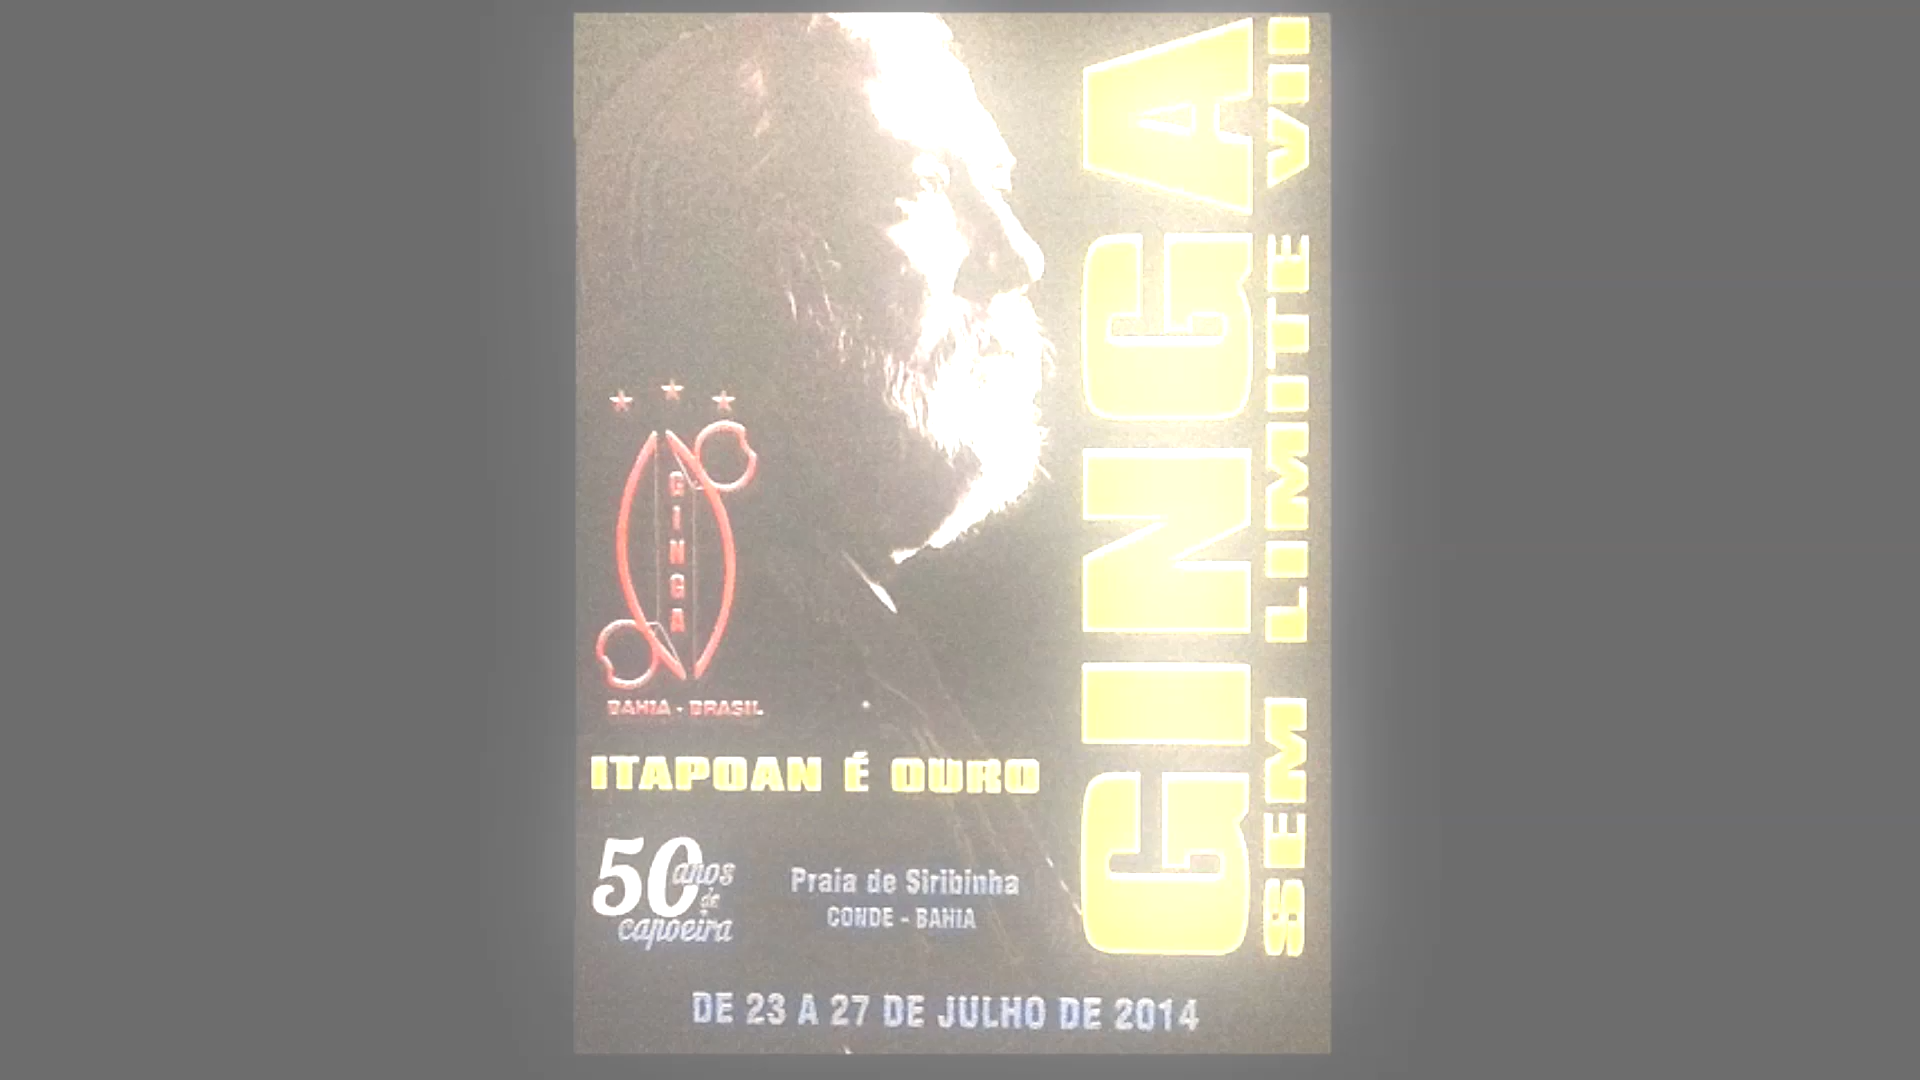 GINGA
SEM LIMITE VII
GINGA
BAHIA - BRASIL
ITAPOAN É OURO
50 anos
de
capoeira
Praia de Siribinha
CONDE - BAHIA
DE 23 A 27 DE JULHO DE 2014